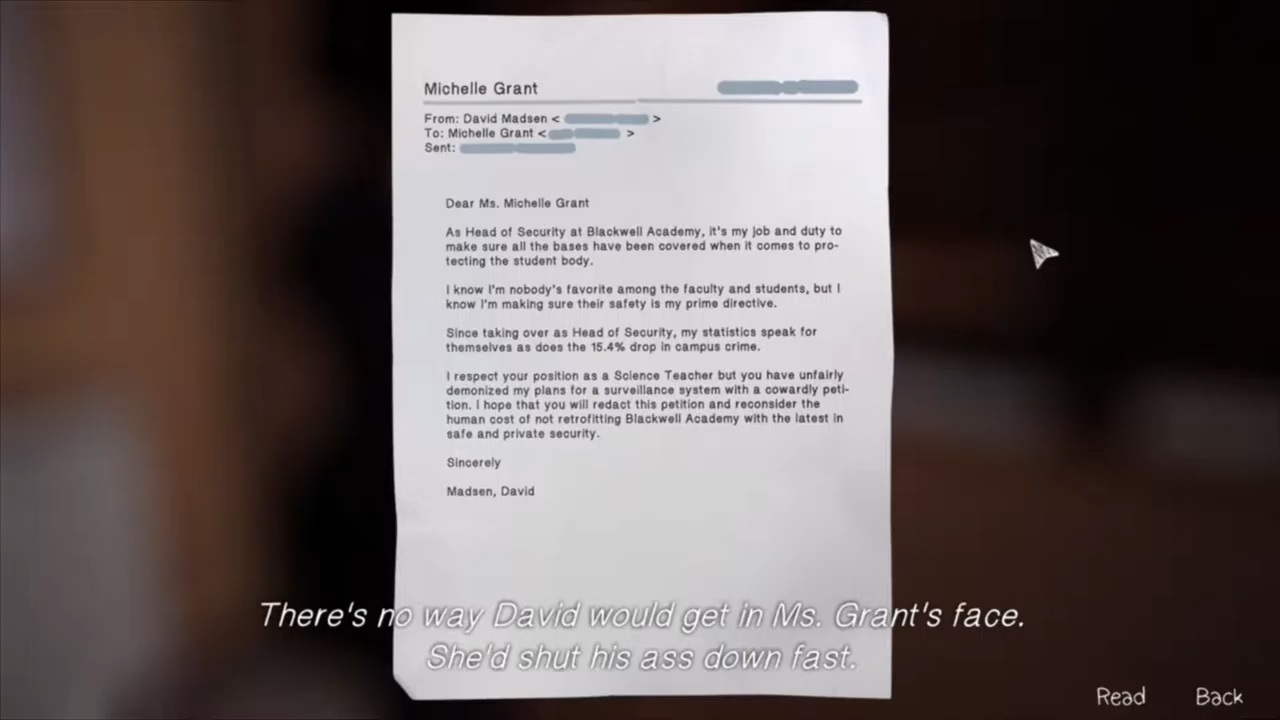 Michelle Grant
From: David Madsen < >
To: Michelle Grant < >
Sent:
Dear Ms. Michelle Grant
As Head of Security at Blackwell Academy, it's my job and duty to
make sure all the bases have been covered when it comes to pro-
tecting the student body.
I know I'm nobody's favorite among the faculty and students, but I
know I'm making sure their safety is my prime directive.
Since taking over as Head of Security, my statistics speak for
themselves as does the 15.4% drop in campus crime.
I respect your position as a Science Teacher but you have unfairly
demonized my plans for a surveillance system with a cowardly peti-
tion. I hope that you will redact this petition and reconsider the
human cost of not retrofitting Blackwell Academy with the latest in
safe and private security.
Sincerely
Madsen, David
There's no way David would get in Ms. Grant's face.
She'd shut his ass down fast.
Read Back